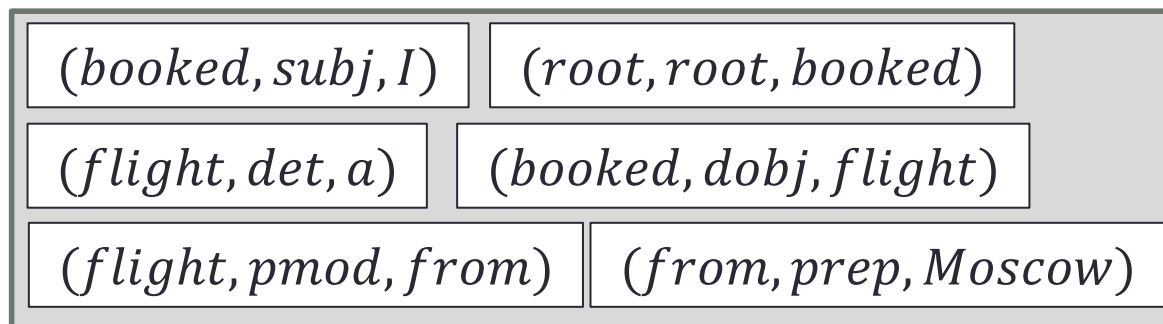 (booked, subj, I) (root, root, booked)
(flight, det, a) (booked, dobj, flight)
(flight, pmod, from) (from, prep, Moscow)